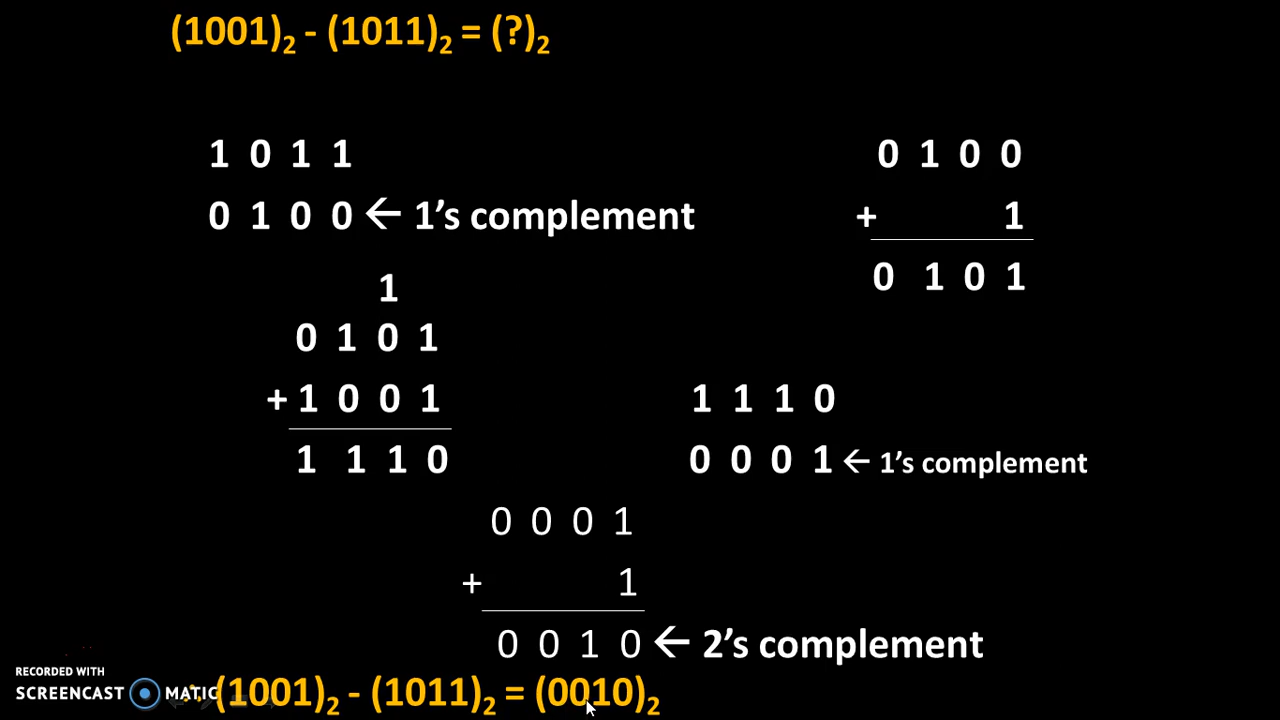 (1001)₂ - (1011)₂ = (?)₂
1 0 1 1
0 1 0 0 ← 1's complement
0 1 0 0
+ 1
0 1 0 1
1
0 1 0 1
+ 1 0 0 1
1 1 1 0
1 1 1 0
0 0 0 1 ← 1's complement
0 0 0 1
+ 1
0 0 1 0 ← 2's complement
RECORDED WITH
SCREENCAST MATIC
∴ (1001)₂ - (1011)₂ = (0010)₂